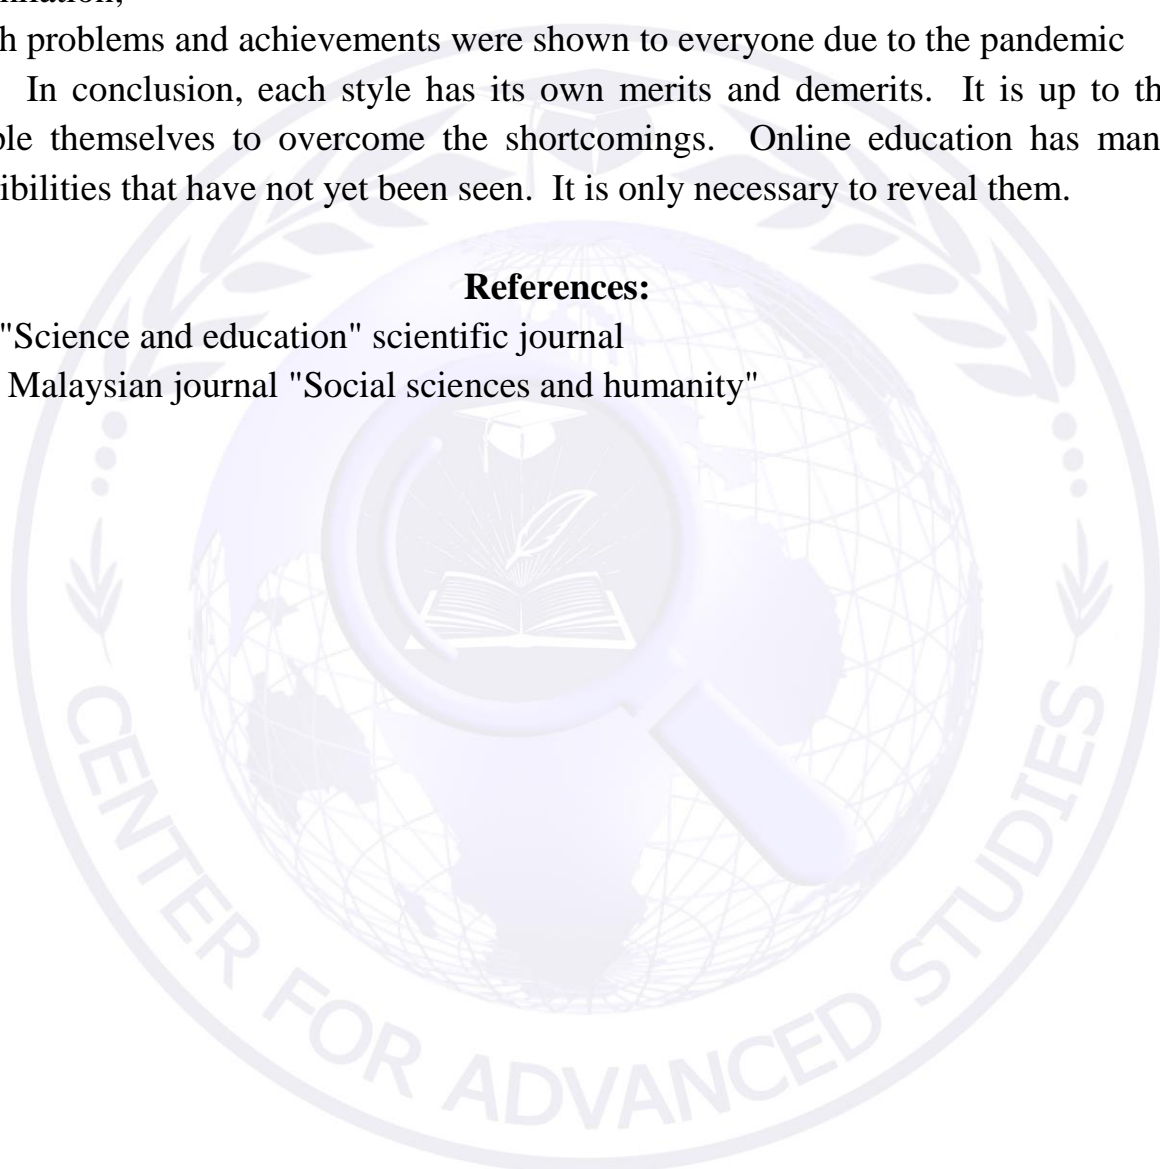 h problems and achievements were shown to everyone due to the pandemic
In conclusion, each style has its own merits and demerits. It is up to th
ple themselves to overcome the shortcomings. Online education has man
ibilities that have not yet been seen. It is only necessary to reveal them.
References:
"Science and education" scientific journal
Malaysian journal "Social sciences and humanity"
CENTER FOR ADVANCED STUDIES